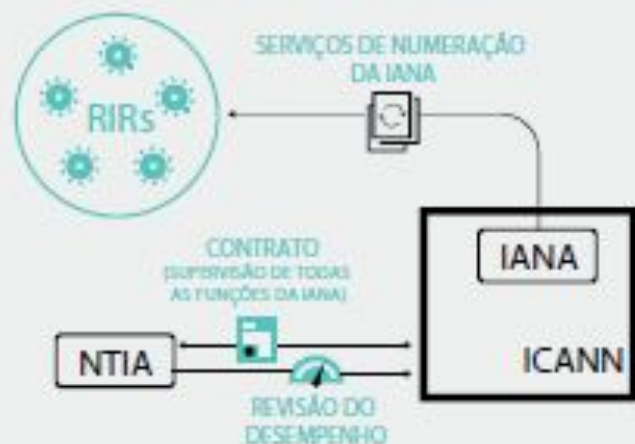 SERVIÇOS DE NUMERAÇÃO
DA IANA
RIRs
IANA
ICANN
CONTRATO
(SUPERVISÃO DE TODAS
AS FUNÇÕES DA IANA)
NTIA
REVISÃO DO
DESEMPENHO